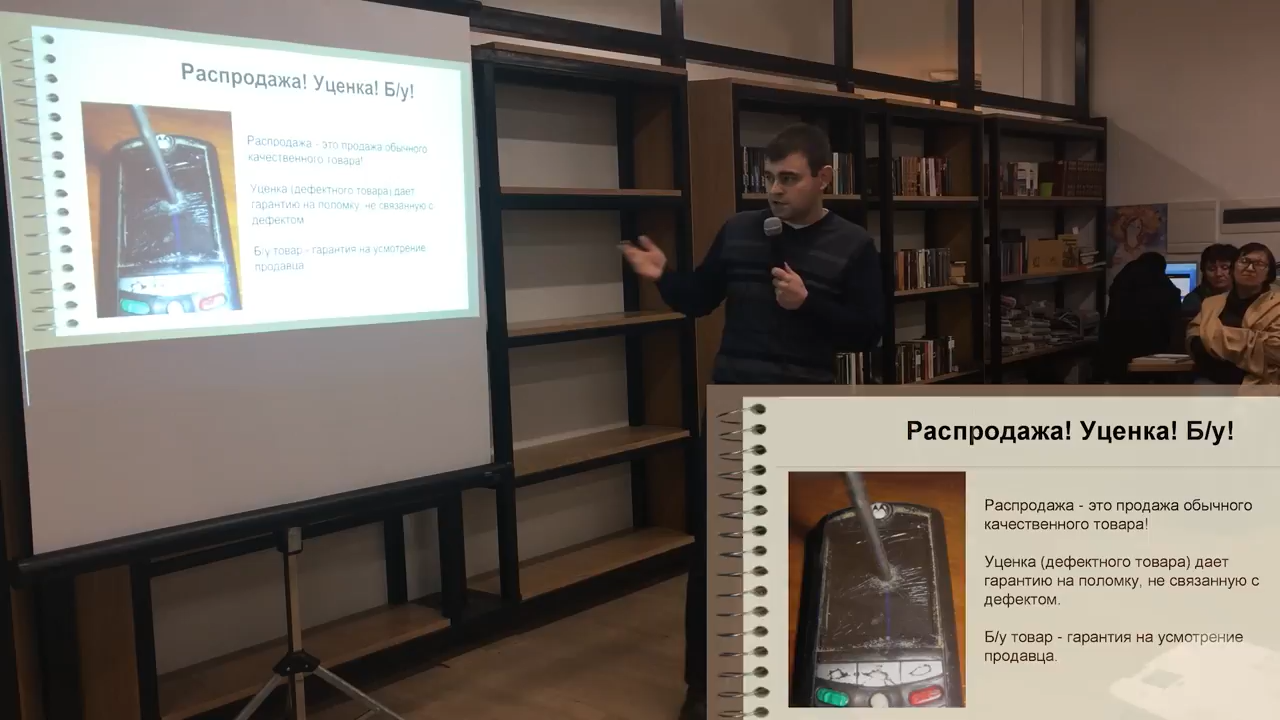 Распродажа! Уценка! Б/у!
Распродажа - это продажа обычного
качественного товара!
Уценка (дефектного товара) дает
гарантию на поломку, не связанную с
дефектом.
Б/у товар - гарантия на усмотрение
продавца.
Распродажа! Уценка! Б/у!
Распродажа - это продажа обычного
качественного товара!
Уценка (дефектного товара) дает
гарантию на поломку, не связанную с
дефектом.
Б/у товар - гарантия на усмотрение
продавца.